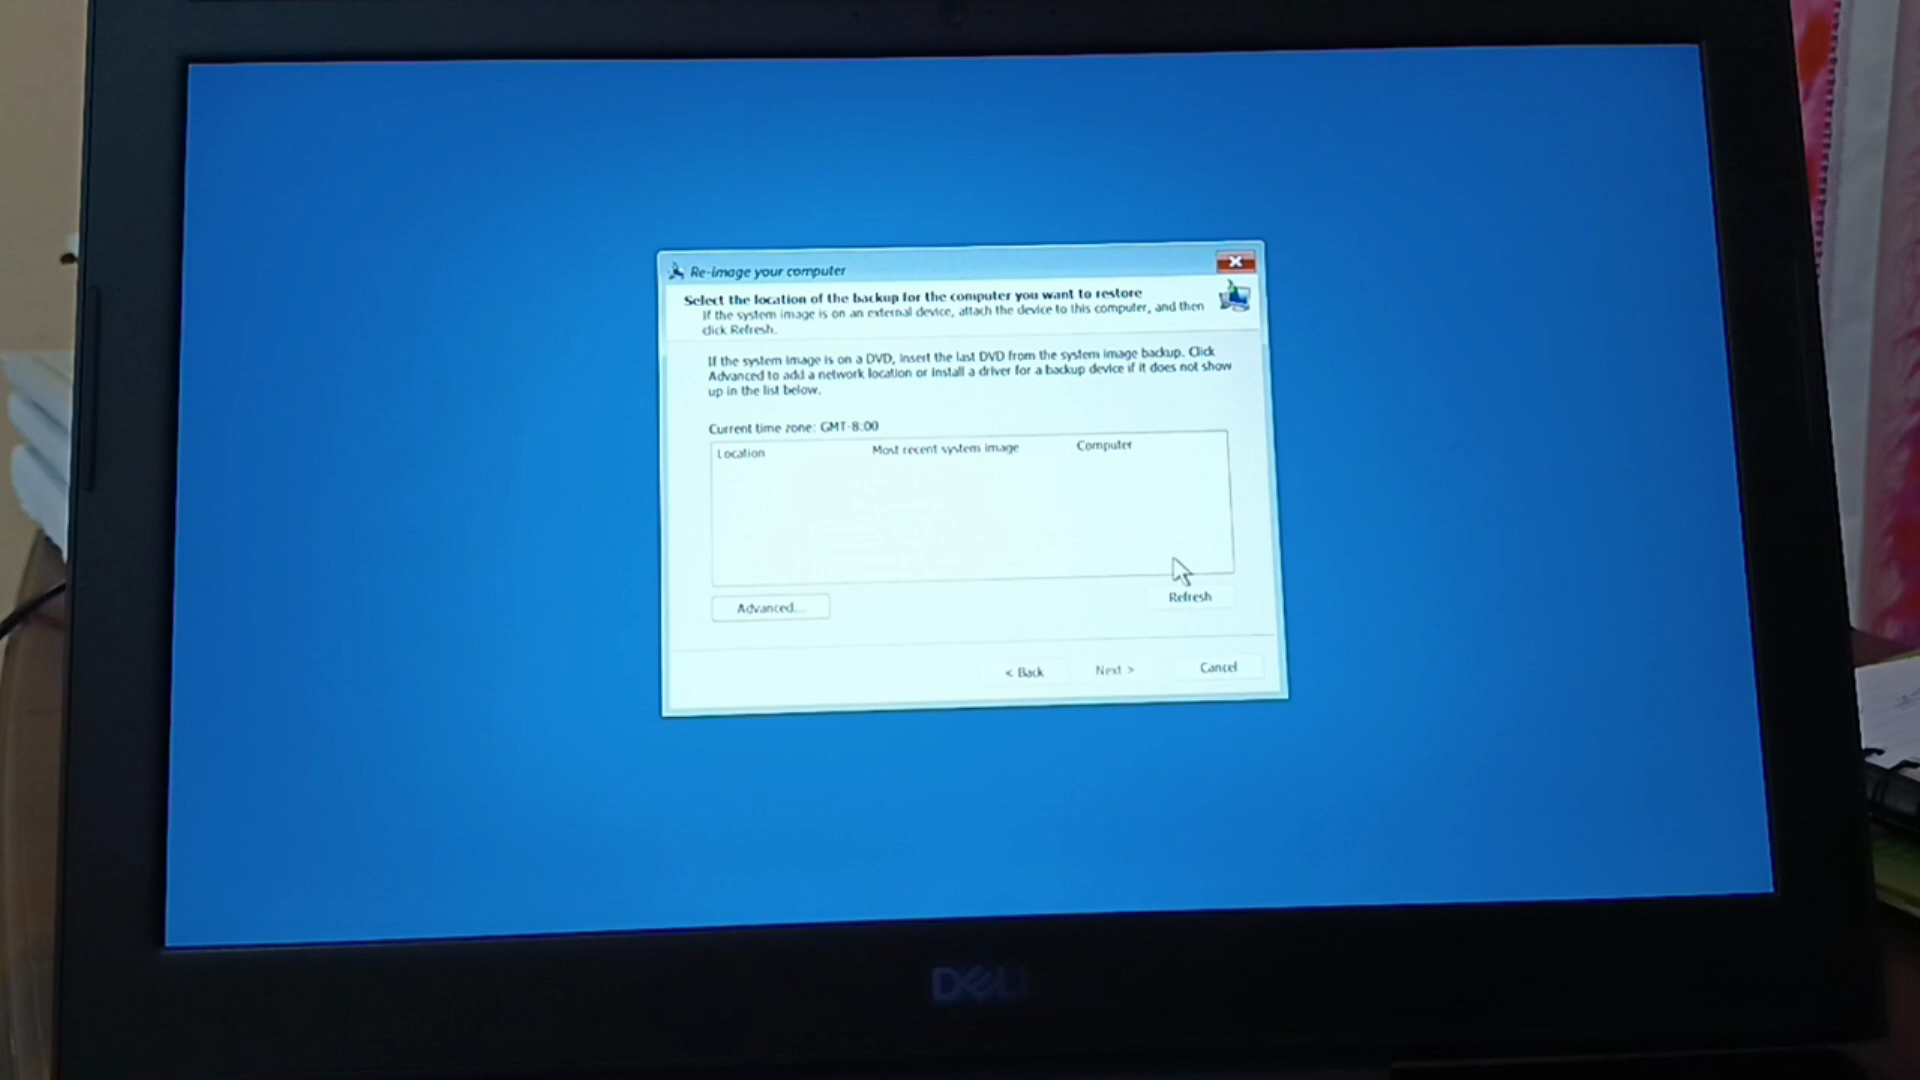 Re-image your computer
Select the location of the backup for the computer you want to restore
If the system image is on an external device, attach the device to this computer, and then
click Refresh.
If the system image is on a DVD, insert the last DVD from the system image backup. Click
Advanced to add a network location or install a driver for a backup device if it does not show
up in the list below.
Current time zone: GMT-8:00
Location Most recent system image Computer
Advanced... Refresh
< Back Next > Cancel
DELL